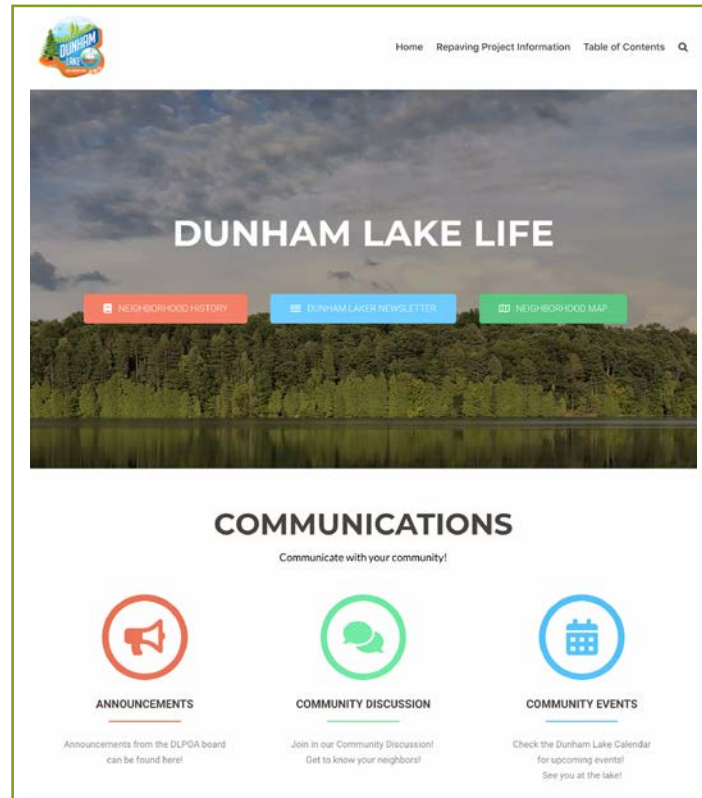 DUNHAM
LAKE
Home Repaving Project Information Table of Contents
DUNHAM LAKE LIFE
NEIGHBORHOOD HISTORY
DUNHAM LAKER NEWSLETTER
NEIGHBORHOOD MAP
COMMUNICATIONS
Communicate with your community!
ANNOUNCEMENTS
Announcements from the DLPOA board
can be found here!
COMMUNITY DISCUSSION
Join in our Community Discussion!
Get to know your neighbors!
COMMUNITY EVENTS
Check the Dunham Lake Calendar
for upcoming events!
See you at the lake!